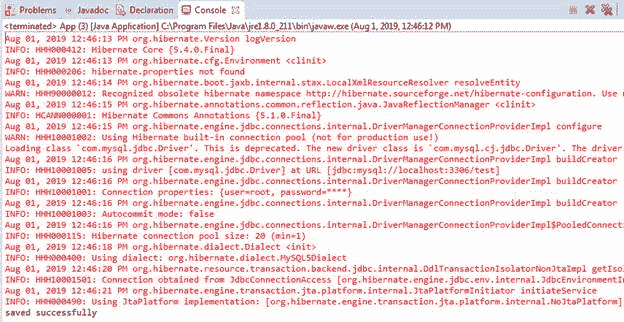 Problems @ Javadoc Declaration Console
<terminated> App (3) [Java Application] C:\Program Files\Java\jre1.8.0_211\bin\javaw.exe (Aug 1, 2019 12:46:12 PM)
Aug 01, 2019 12:46:13 PM org.hibernate.Version logVersion
INFO: HHH000412: Hibernate Core {5.4.0.Final}
Aug 01, 2019 12:46:13 PM org.hibernate.cfg.Environment <clinit>
INFO: HHH000206: hibernate.properties not found
Aug 01, 2019 12:46:14 PM org.hibernate.boot.jaxb.internal.stax.LocalXmlResourceResolver resolveEntity
WARN: HHH90000012: Recognized obsolete hibernate namespace http://hibernate.sourceforge.net/hibernate-configuration. Use n
Aug 01, 2019 12:46:15 PM org.hibernate.annotations.common.reflection.java.JavaReflectionManager <clinit>
INFO: HCANN000001: Hibernate Commons Annotations {5.1.0.Final}
Aug 01, 2019 12:46:15 PM org.hibernate.engine.jdbc.connections.internal.DriverManagerConnectionProviderImpl configure
WARN: HHH10001002: Using Hibernate built-in connection pool (not for production use!)
Loading class `com.mysql.jdbc.Driver'. This is deprecated. The new driver class is `com.mysql.cj.jdbc.Driver'. The driver
Aug 01, 2019 12:46:16 PM org.hibernate.engine.jdbc.connections.internal.DriverManagerConnectionProviderImpl buildCreator
INFO: HHH10001005: using driver [com.mysql.jdbc.Driver] at URL [jdbc:mysql://localhost:3306/test]
Aug 01, 2019 12:46:16 PM org.hibernate.engine.jdbc.connections.internal.DriverManagerConnectionProviderImpl buildCreator
INFO: HHH10001001: Connection properties: {user=root, password=****}
Aug 01, 2019 12:46:16 PM org.hibernate.engine.jdbc.connections.internal.DriverManagerConnectionProviderImpl buildCreator
INFO: HHH10001003: Autocommit mode: false
Aug 01, 2019 12:46:16 PM org.hibernate.engine.jdbc.connections.internal.DriverManagerConnectionProviderImpl$PooledConnecti
INFO: HHH000115: Hibernate connection pool size: 20 (min=1)
Aug 01, 2019 12:46:18 PM org.hibernate.dialect.Dialect <init>
INFO: HHH000400: Using dialect: org.hibernate.dialect.MySQL5Dialect
Aug 01, 2019 12:46:20 PM org.hibernate.resource.transaction.backend.jdbc.internal.DdlTransactionIsolatorNonJtaImpl getIsol
INFO: HHH10001501: Connection obtained from JdbcConnectionAccess [org.hibernate.engine.jdbc.env.internal.JdbcEnvironmentIn
Aug 01, 2019 12:46:21 PM org.hibernate.engine.transaction.jta.platform.internal.JtaPlatformInitiator initiateService
INFO: HHH000490: Using JtaPlatform implementation: [org.hibernate.engine.transaction.jta.platform.internal.NoJtaPlatform]
saved successfully